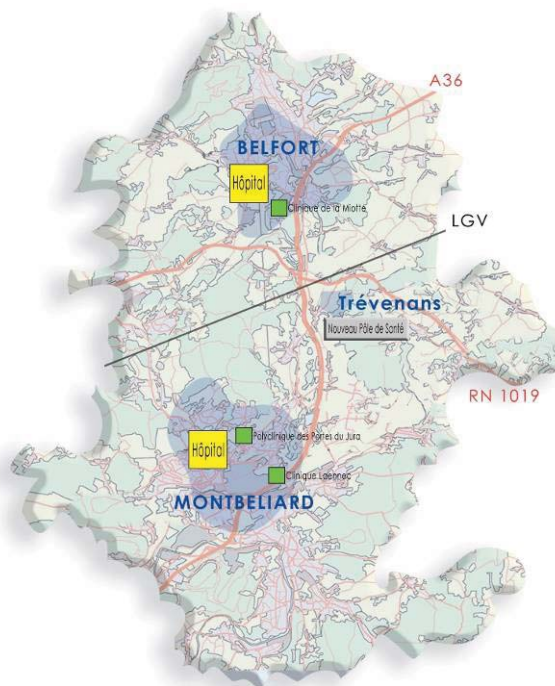 A36
BELFORT
Hôpital
Clinique de la Miotte
LGV
Trévenans
Nouveau Pôle de Santé
RN 1019
Polyclinique des Portes du Jura
Hôpital
Clinique Laennec
MONTBELIARD